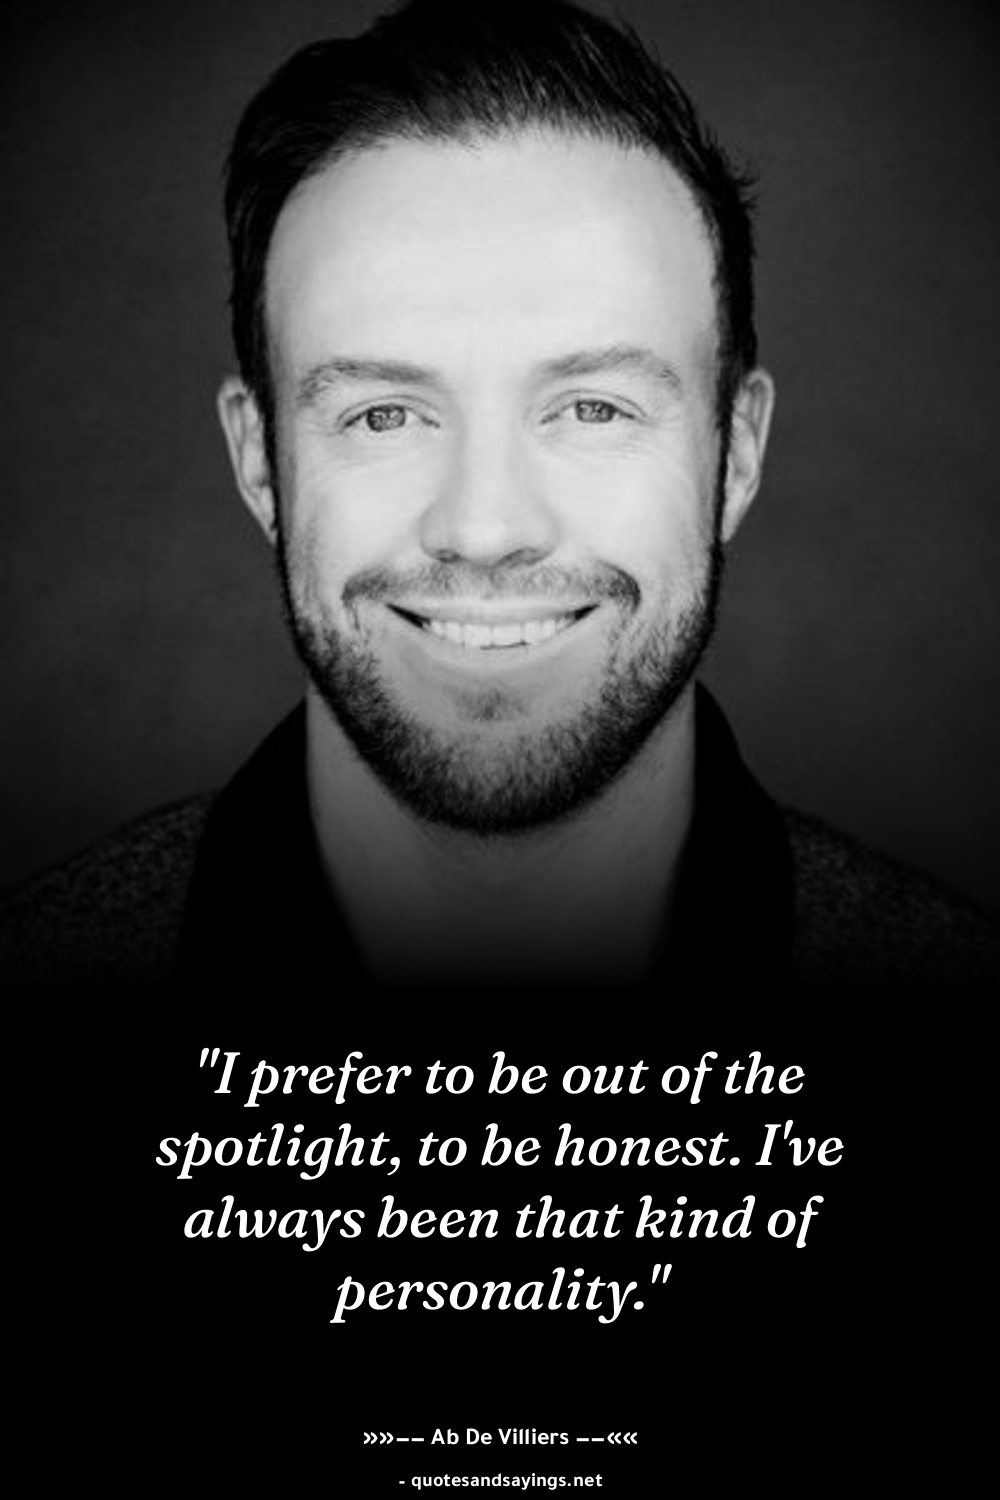 "I prefer to be out of the
spotlight, to be honest. I've
always been that kind of
personality."
»»–– Ab De Villiers ––««
- quotesandsayings.net